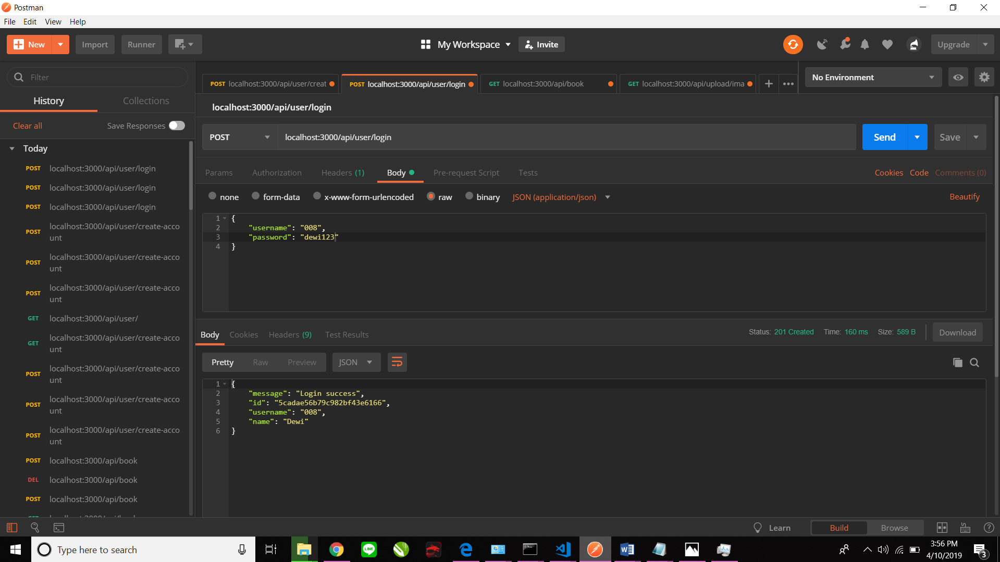 Postman
File Edit View Help
New Import Runner My Workspace Invite Upgrade
Filter
History Collections
Clear all Save Responses
Today
POST localhost:3000/api/user/login
POST localhost:3000/api/user/login
POST localhost:3000/api/user/login
POST localhost:3000/api/user/create-acco
unt
POST localhost:3000/api/user/create-acco
unt
POST localhost:3000/api/user/create-acco
unt
GET localhost:3000/api/user/
GET localhost:3000/api/user/create-acco
unt
POST localhost:3000/api/user/create-acco
unt
POST localhost:3000/api/user/create-acco
unt
POST localhost:3000/api/user/create-acco
unt
POST localhost:3000/api/book
DEL localhost:3000/api/book
POST localhost:3000/api/book
POST localhost:3000/api/user/creat POST localhost:3000/api/user/login GET localhost:3000/api/book GET localhost:3000/api/upload/ima
No Environment
localhost:3000/api/user/login
POST localhost:3000/api/user/login Send Save
Params Authorization Headers (1) Body Pre-request Script Tests Cookies Code Comments (0)
none form-data x-www-form-urlencoded raw binary JSON (application/json) Beautify
1 {
2 "username": "008",
3 "password": "dewi123"
4 }
Body Cookies Headers (9) Test Results Status: 201 Created Time: 160 ms Size: 589 B Download
Pretty Raw Preview JSON
1 {
2 "message": "Login success",
3 "id": "5cadae56b79c982bf43e6166",
4 "username": "008",
5 "name": "Dewi"
6 }
Learn Build Browse
Type here to search
LINE
3:56 PM
4/10/2019
3